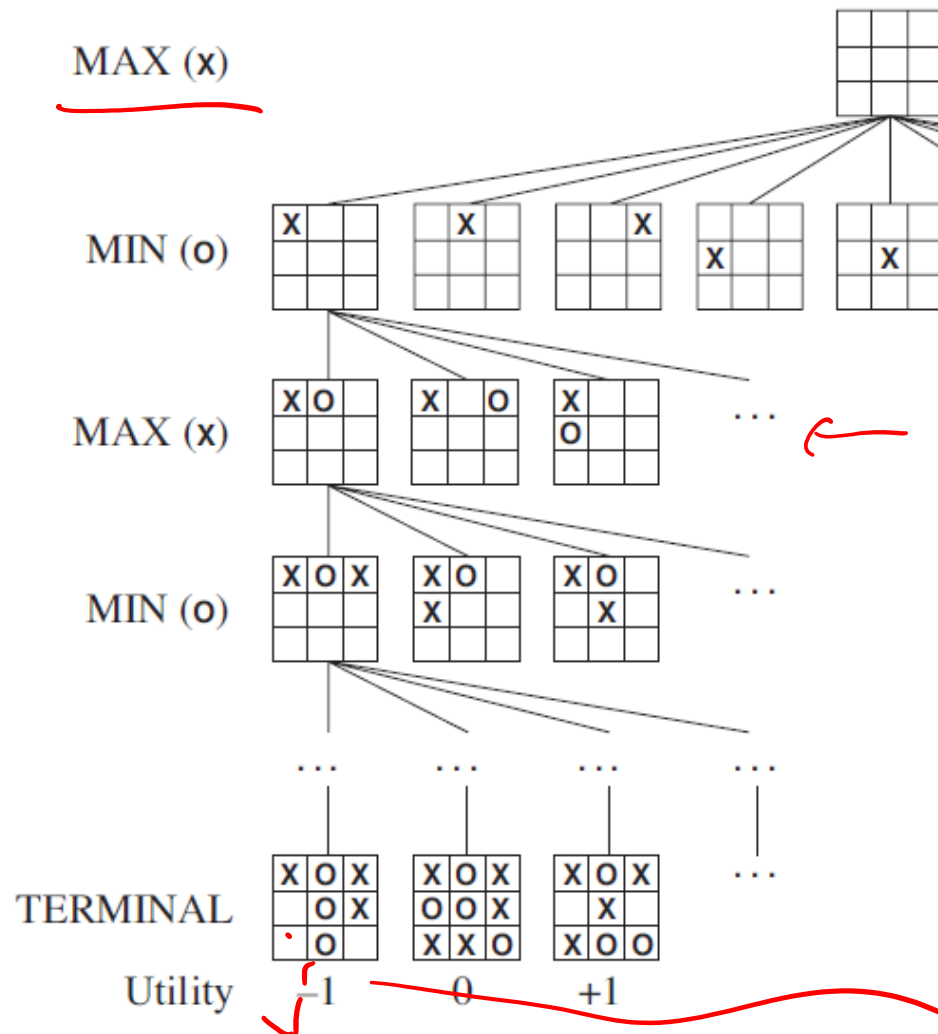 MAX (X)
MIN (O)
X X X X X
MAX (X)
X O X O X
O
...
MIN (O)
X O X X O X O
X X
...
... ... ... ...
TERMINAL
X O X X O X X O X
O X O O X X
O X X O X O O
...
Utility –1 0 +1